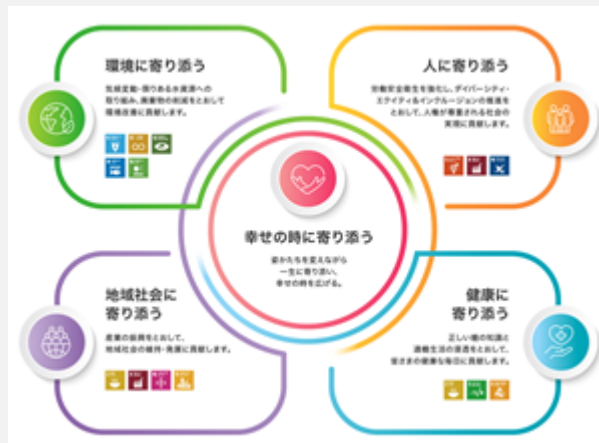 環境に寄り添う
気候変動・限りある水資源への
取り組み、廃棄物の削減をとおして
環境改善に貢献します。
人に寄り添う
労働安全衛生を強化し、ダイバーシティ・
エクイティ&インクルージョンの推進を
とおして、人権が尊重される社会の
実現に貢献します。
幸せの時に寄り添う
姿かたちを変えながら
一生に寄り添い、
幸せの時を広げる。
地域社会に
寄り添う
産業の振興をとおして、
地域社会の維持・発展に貢献します。
健康に
寄り添う
正しい糖の知識と
適糖生活の浸透をとおして、
皆さまの健康な毎日に貢献します。